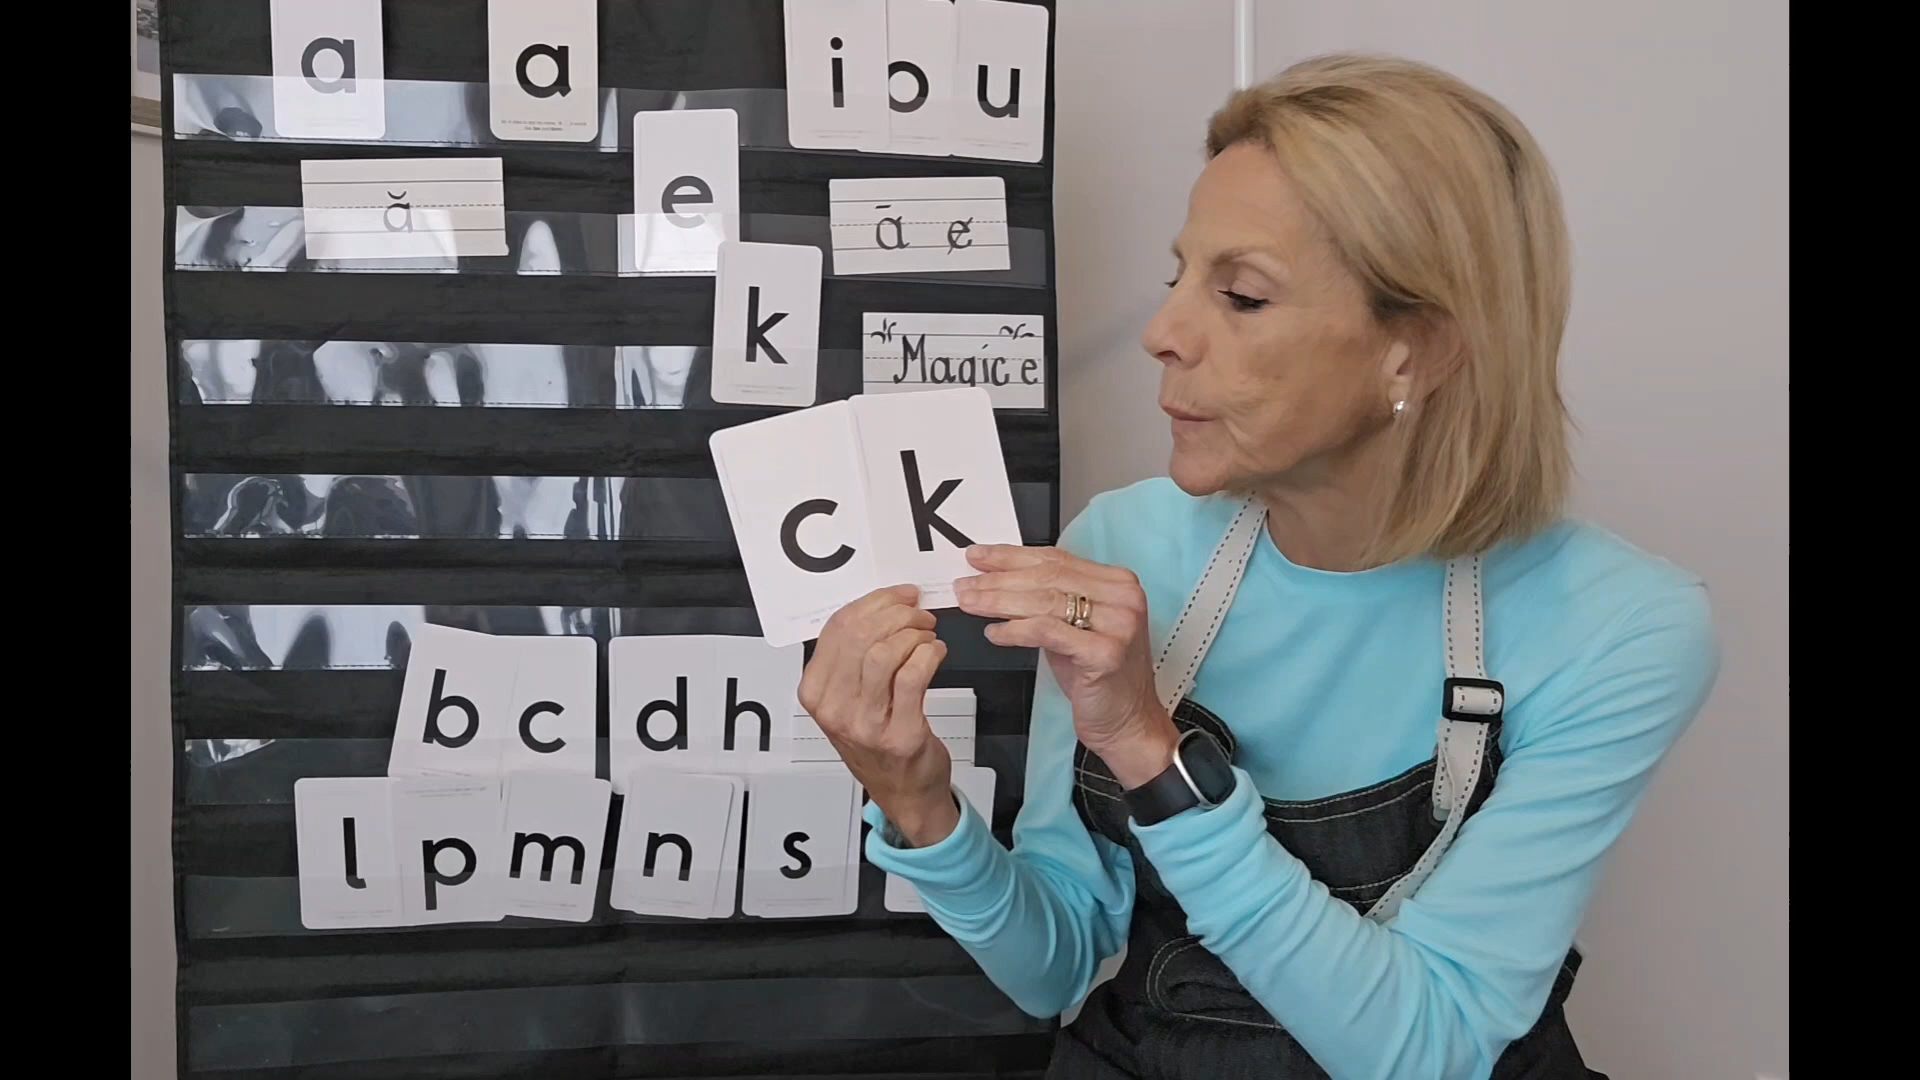 a a i o u
ă e ā e
k Magic e
c k
b c d h
l p m n s